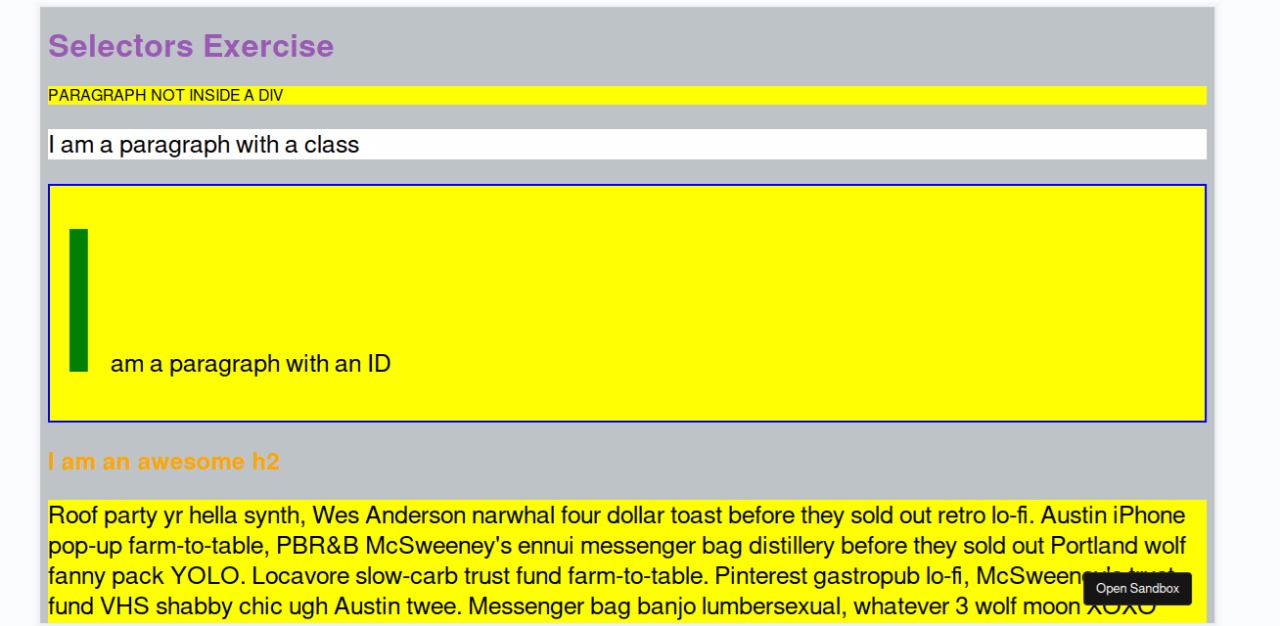 Selectors Exercise
PARAGRAPH NOT INSIDE A DIV
I am a paragraph with a class
I am a paragraph with an ID
I am an awesome h2
Roof party yr hella synth, Wes Anderson narwhal four dollar toast before they sold out retro lo-fi. Austin iPhone
pop-up farm-to-table, PBR&B McSweeney's ennui messenger bag distillery before they sold out Portland wolf
fanny pack YOLO. Locavore slow-carb trust fund farm-to-table. Pinterest gastropub lo-fi, McSweeney's trust
fund VHS shabby chic ugh Austin twee. Messenger bag banjo lumbersexual, whatever 3 wolf moon XOXO
Open Sandbox